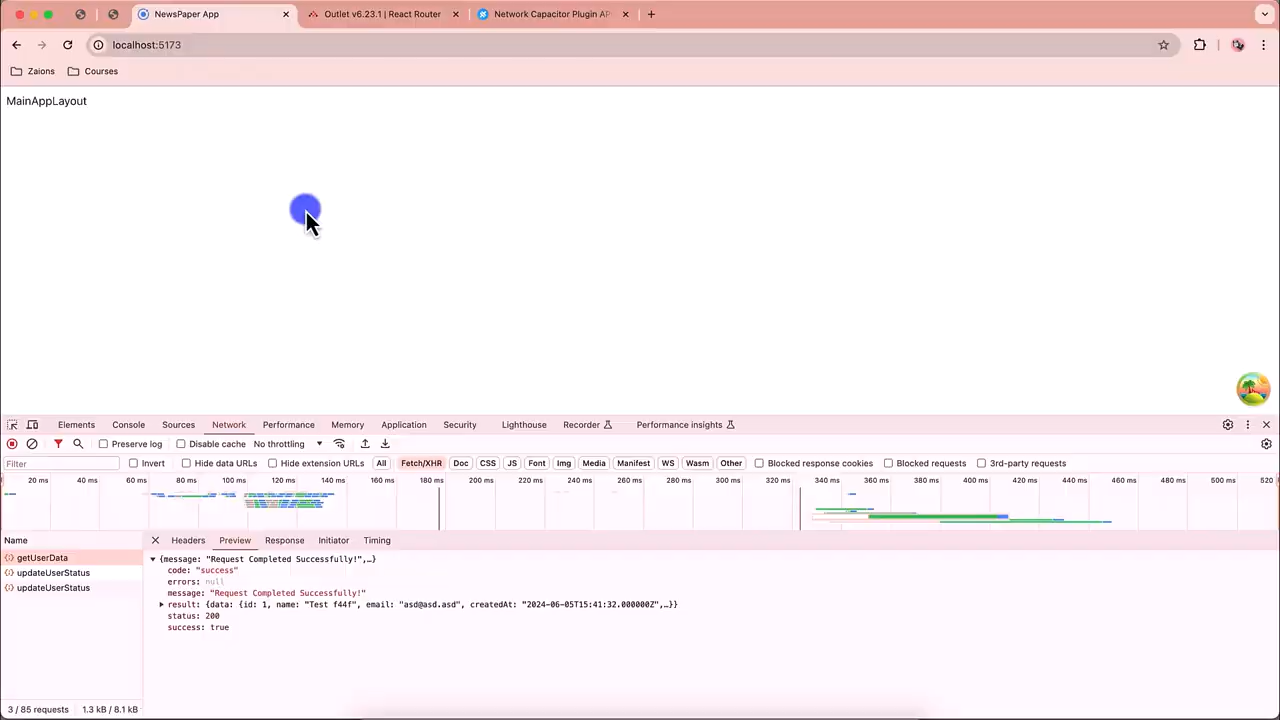 NewsPaper App
Outlet v6.23.1 | React Router
Network Capacitor Plugin AP
localhost:5173
Zaions
Courses
MainAppLayout
Elements Console Sources Network Performance Memory Application Security Lighthouse Recorder Performance insights
Preserve log Disable cache No throttling
Filter Invert Hide data URLs Hide extension URLs All Fetch/XHR Doc CSS JS Font Img Media Manifest WS Wasm Other Blocked response cookies Blocked requests 3rd-party requests
20 ms 40 ms 60 ms 80 ms 100 ms 120 ms 140 ms 160 ms 180 ms 200 ms 220 ms 240 ms 260 ms 280 ms 300 ms 320 ms 340 ms 360 ms 380 ms 400 ms 420 ms 440 ms 460 ms 480 ms 500 ms 520
Name Headers Preview Response Initiator Timing
getUserData
updateUserStatus
updateUserStatus
{message: "Request Completed Successfully!",…}
code: "success"
errors: null
message: "Request Completed Successfully!"
result: {data: {id: 1, name: "Test f44f", email: "asd@asd.asd", createdAt: "2024-06-05T15:41:32.000000Z",…}}
status: 200
success: true
3 / 85 requests 1.3 kB / 8.1 kB